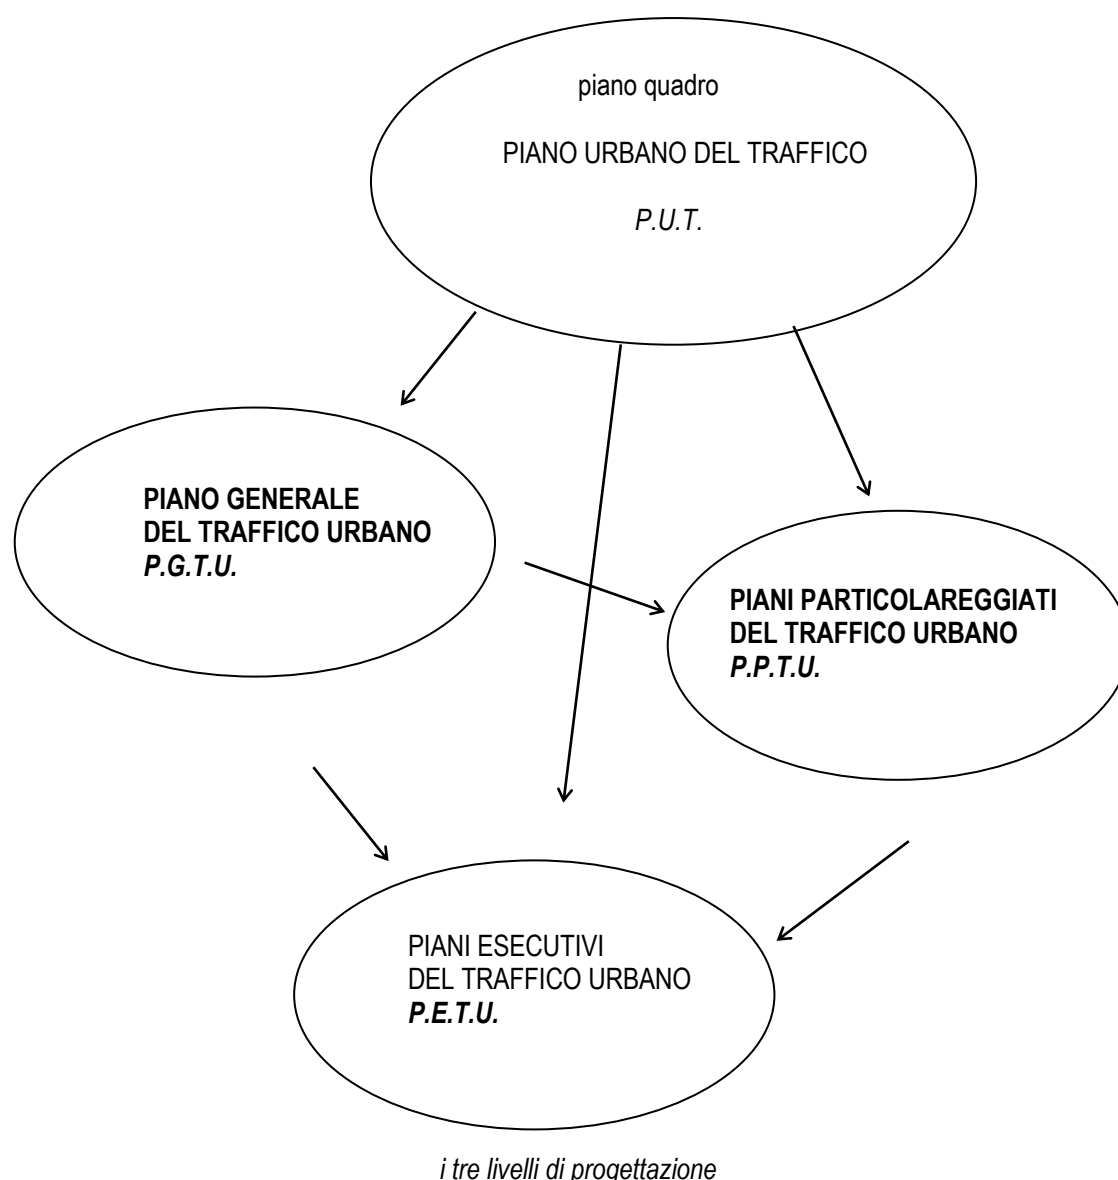 piano quadro
PIANO URBANO DEL TRAFFICO
P.U.T.
PIANO GENERALE
DEL TRAFFICO URBANO
P.G.T.U.
PIANI PARTICOLAREGGIATI
DEL TRAFFICO URBANO
P.P.T.U.
PIANI ESECUTIVI
DEL TRAFFICO URBANO
P.E.T.U.
i tre livelli di progettazione